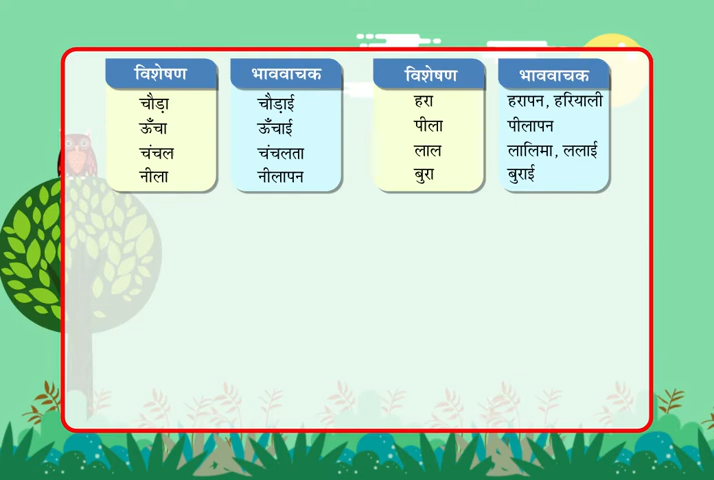 विशेषण भाववाचक विशेषण भाववाचक
चौड़ा चौड़ाई हरा हरापन, हरियाली
ऊँचा ऊँचाई पीला पीलापन
चंचल चंचलता लाल लालिमा, ललाई
नीला नीलापन बुरा बुराई